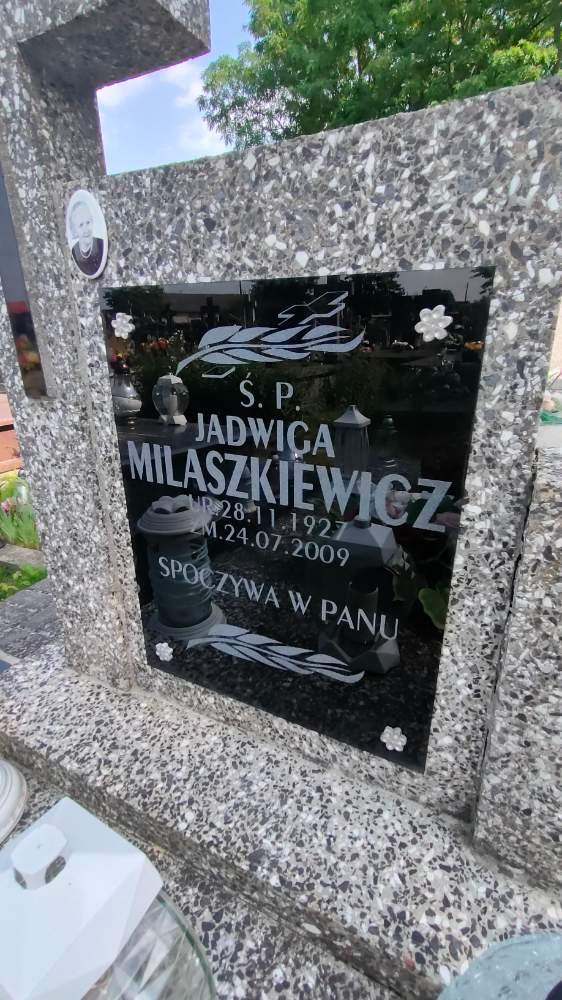 Ś. P.
JADWIGA
MILASZKIEWICZ
UR. 28.11.1927
ZM. 24.07.2009
SPOCZYWA W PANU